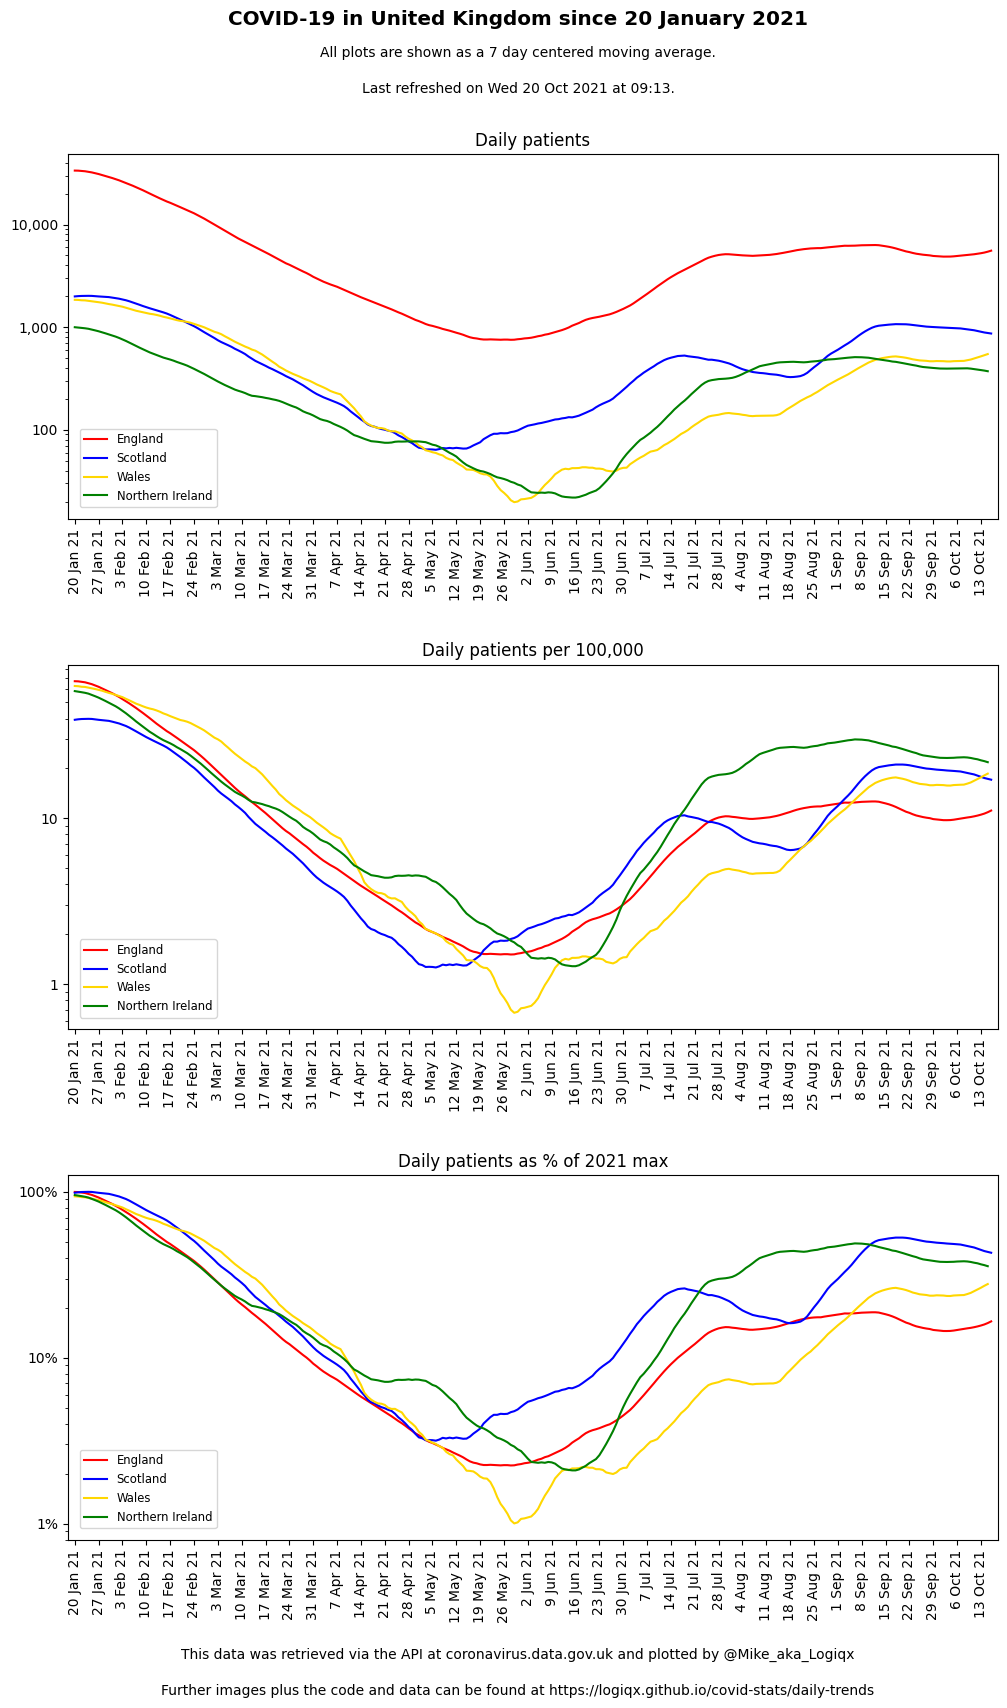 COVID-19 in United Kingdom since 20 January 2021
All plots are shown as a 7 day centered moving average.
Last refreshed on Wed 20 Oct 2021 at 09:13.
Daily patients
10,000
1,000
100
England
Scotland
Wales
Northern Ireland
20 Jan 21
27 Jan 21
3 Feb 21
10 Feb 21
17 Feb 21
24 Feb 21
3 Mar 21
10 Mar 21
17 Mar 21
24 Mar 21
31 Mar 21
7 Apr 21
14 Apr 21
21 Apr 21
28 Apr 21
5 May 21
12 May 21
19 May 21
26 May 21
2 Jun 21
9 Jun 21
16 Jun 21
23 Jun 21
30 Jun 21
7 Jul 21
14 Jul 21
21 Jul 21
28 Jul 21
4 Aug 21
11 Aug 21
18 Aug 21
25 Aug 21
1 Sep 21
8 Sep 21
15 Sep 21
22 Sep 21
29 Sep 21
6 Oct 21
13 Oct 21
Daily patients per 100,000
10
1
England
Scotland
Wales
Northern Ireland
20 Jan 21
27 Jan 21
3 Feb 21
10 Feb 21
17 Feb 21
24 Feb 21
3 Mar 21
10 Mar 21
17 Mar 21
24 Mar 21
31 Mar 21
7 Apr 21
14 Apr 21
21 Apr 21
28 Apr 21
5 May 21
12 May 21
19 May 21
26 May 21
2 Jun 21
9 Jun 21
16 Jun 21
23 Jun 21
30 Jun 21
7 Jul 21
14 Jul 21
21 Jul 21
28 Jul 21
4 Aug 21
11 Aug 21
18 Aug 21
25 Aug 21
1 Sep 21
8 Sep 21
15 Sep 21
22 Sep 21
29 Sep 21
6 Oct 21
13 Oct 21
Daily patients as % of 2021 max
100%
10%
1%
England
Scotland
Wales
Northern Ireland
20 Jan 21
27 Jan 21
3 Feb 21
10 Feb 21
17 Feb 21
24 Feb 21
3 Mar 21
10 Mar 21
17 Mar 21
24 Mar 21
31 Mar 21
7 Apr 21
14 Apr 21
21 Apr 21
28 Apr 21
5 May 21
12 May 21
19 May 21
26 May 21
2 Jun 21
9 Jun 21
16 Jun 21
23 Jun 21
30 Jun 21
7 Jul 21
14 Jul 21
21 Jul 21
28 Jul 21
4 Aug 21
11 Aug 21
18 Aug 21
25 Aug 21
1 Sep 21
8 Sep 21
15 Sep 21
22 Sep 21
29 Sep 21
6 Oct 21
13 Oct 21
This data was retrieved via the API at coronavirus.data.gov.uk and plotted by @Mike_aka_Logiqx
Further images plus the code and data can be found at https://logiqx.github.io/covid-stats/daily-trends